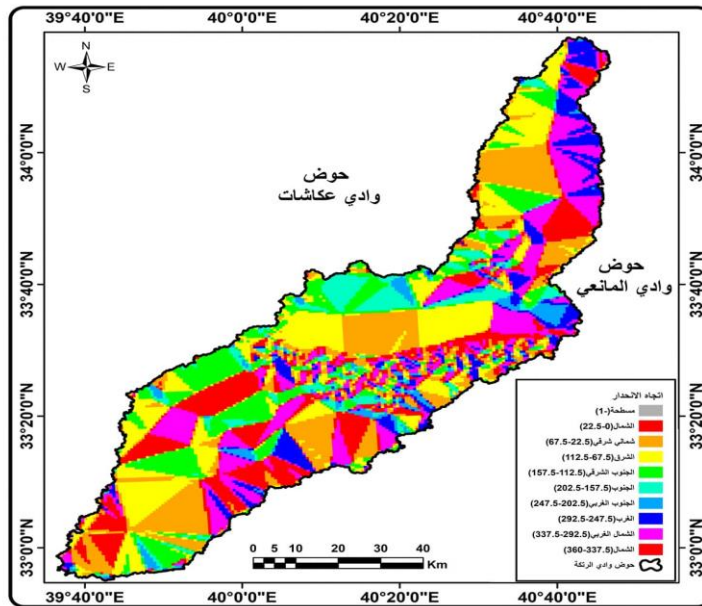 39°40'0"E 40°0'0"E 40°20'0"E 40°40'0"E
N
W E
S
34°0'0"N
34°0'0"N
حوض
وادي عكاشات
33°40'0"N
33°40'0"N
حوض
وادي المانعي
33°20'0"N
33°20'0"N
اتجاه الانحدار
مسطحة(-1)
الشمال(0-22.5)
شمالي شرقي(22.5-67.5)
الشرق(67.5-112.5)
الجنوب الشرقي(112.5-157.5)
الجنوب(157.5-202.5)
الجنوب الغربي(202.5-247.5)
الغرب(247.5-292.5)
الشمال الغربي(292.5-337.5)
الشمال(337.5-360)
حوض وادي الرتكة
33°0'0"N
33°0'0"N
0 5 10 20 30 40
Km
39°40'0"E 40°0'0"E 40°20'0"E 40°40'0"E